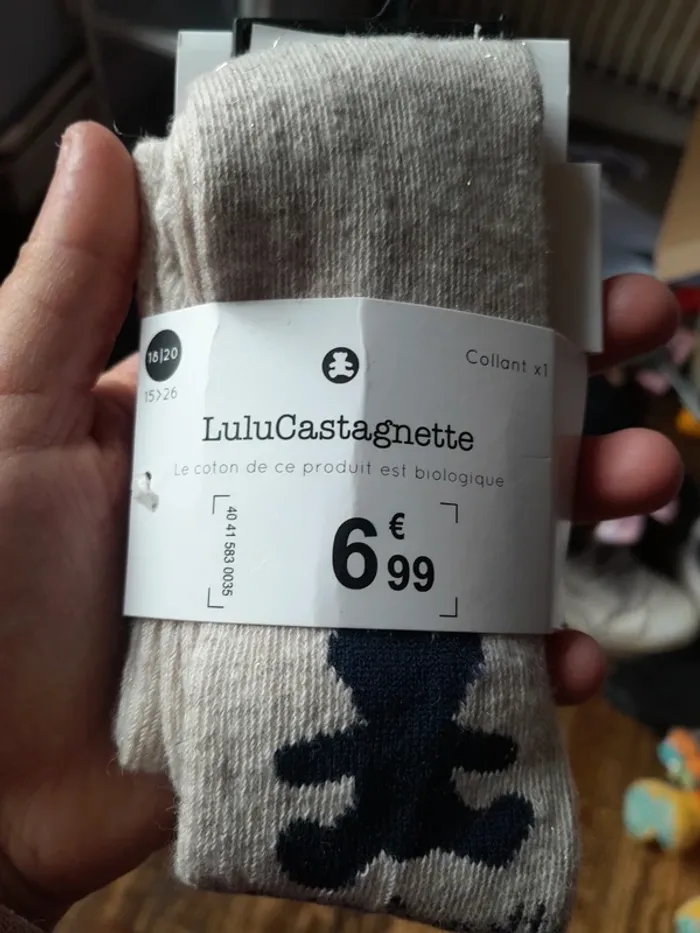 18|20
15>26
Collant x1
LuluCastagnette
Le coton de ce produit est biologique
40 41 583 0035
6€99